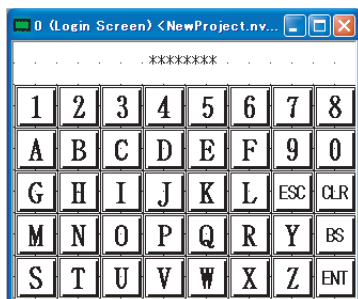 0 (Login Screen) <NewProject.nv...
********
1 2 3 4 5 6 7 8
A B C D E F 9 0
G H I J K L ESC CLR
M N O P Q R Y BS
S T U V W X Z ENT